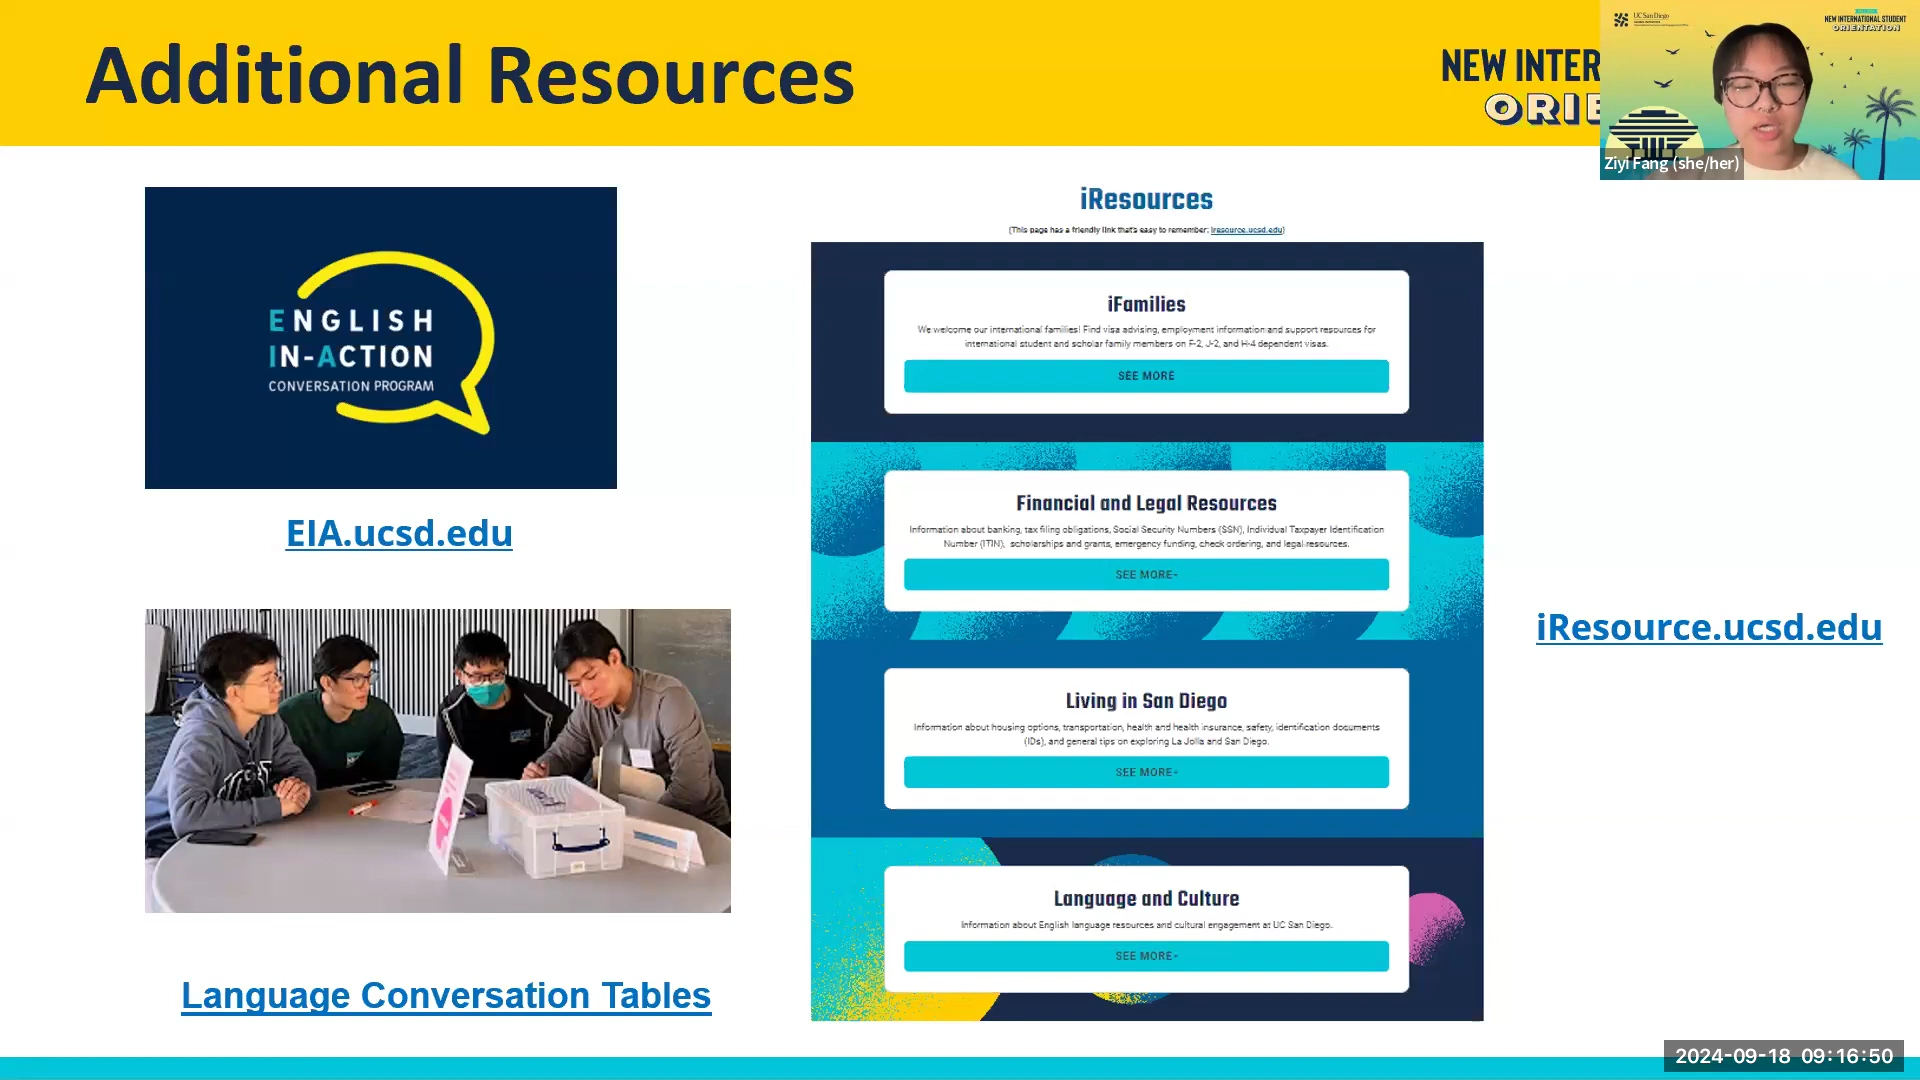 Additional Resources
NEW INTER
ORIE
UC San Diego
NEW INTERNATIONAL STUDENT
ORIENTATION
Ziyi Fang (she/her)
ENGLISH
IN-ACTION
CONVERSATION PROGRAM
EIA.ucsd.edu
Language Conversation Tables
iResources
(This page has a friendly link that's easy to remember: iresource.ucsd.edu)
iFamilies
We welcome our international families! Find visa advising, employment information and support resources for
international student and scholar family members on F-2, J-2, and H-4 dependent visas.
SEE MORE
Financial and Legal Resources
Information about banking, tax filing obligations, Social Security Numbers (SSN), Individual Taxpayer Identification
Number (ITIN), scholarships and grants, emergency funding, check ordering, and legal resources.
SEE MORE
Living in San Diego
Information about housing options, transportation, health and health insurance, safety, identification documents
(IDs), and general tips on exploring La Jolla and San Diego.
SEE MORE
Language and Culture
Information about English language resources and cultural engagement at UC San Diego.
SEE MORE
iResource.ucsd.edu
2024-09-18 09:16:50